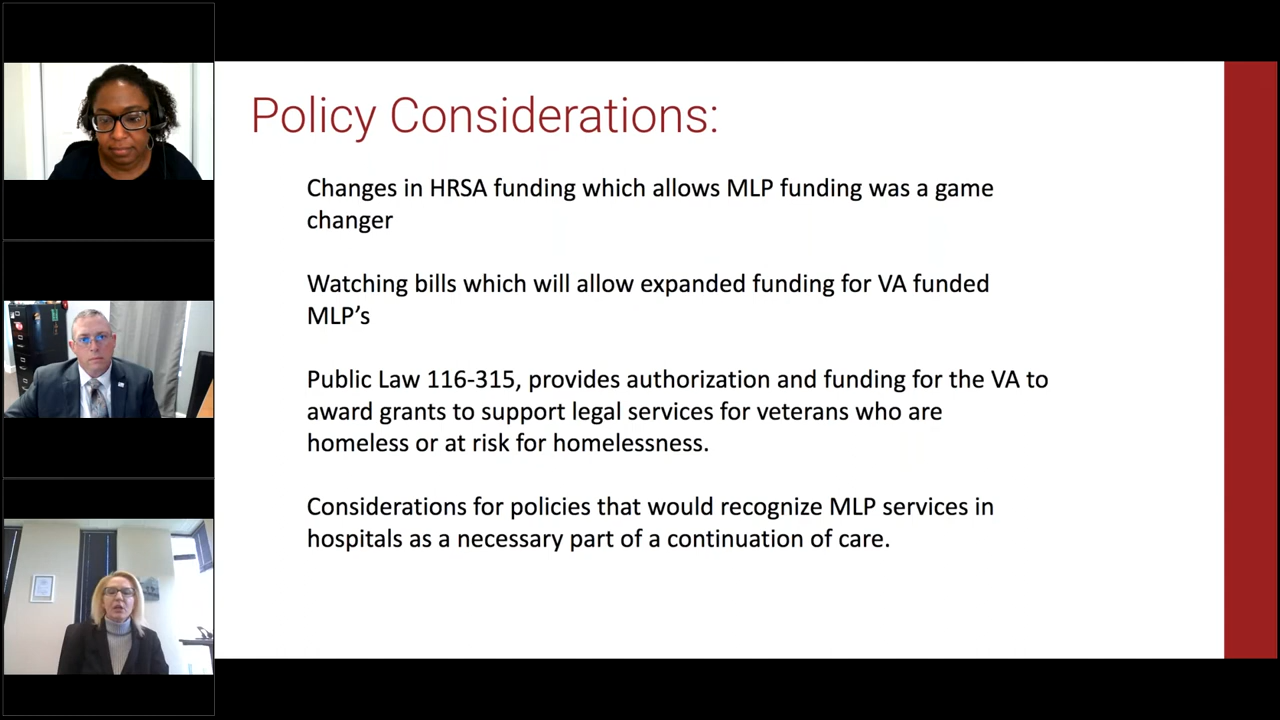 Policy Considerations:
Changes in HRSA funding which allows MLP funding was a game
changer
Watching bills which will allow expanded funding for VA funded
MLP’s
Public Law 116-315, provides authorization and funding for the VA to
award grants to support legal services for veterans who are
homeless or at risk for homelessness.
Considerations for policies that would recognize MLP services in
hospitals as a necessary part of a continuation of care.